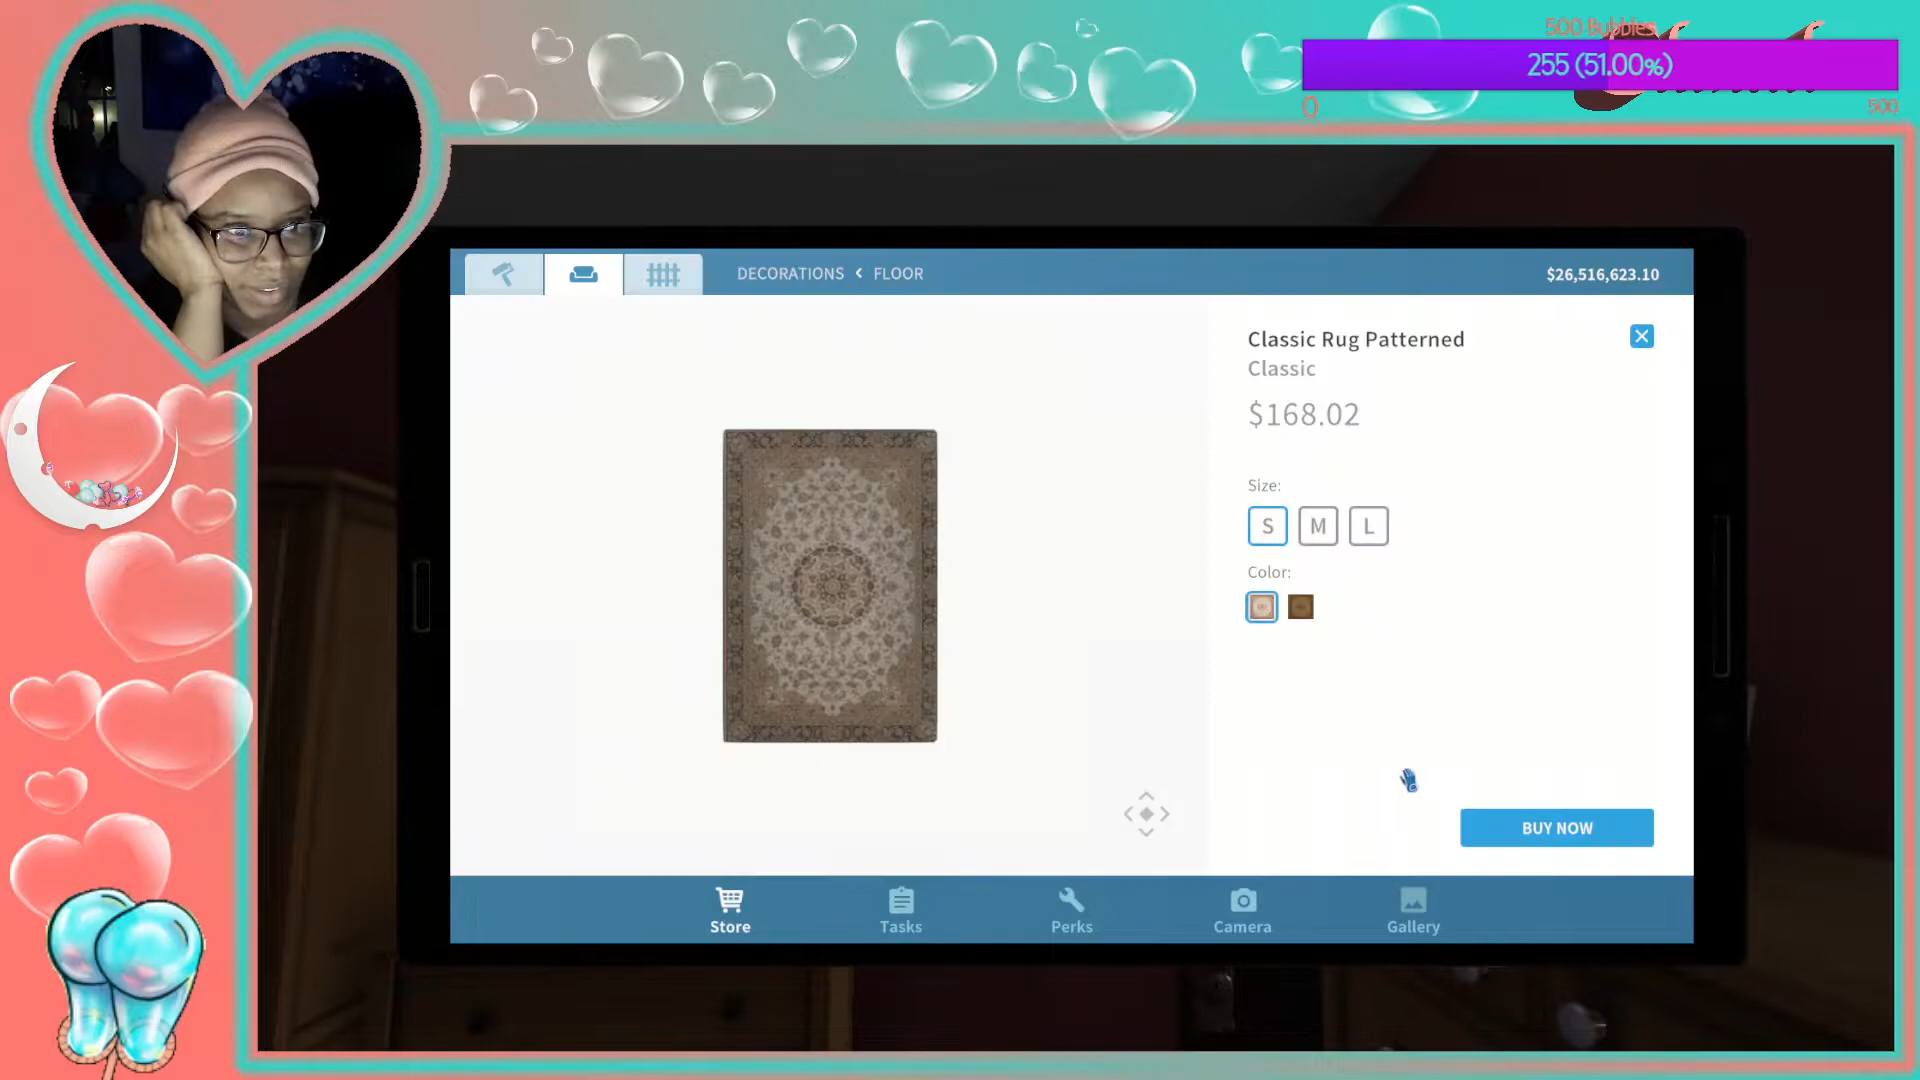 500 Bubbles
255 (51.00%)
0
500
DECORATIONS < FLOOR
$26,516,623.10
Classic Rug Patterned
Classic
$168.02
Size:
S M L
Color:
BUY NOW
Store
Tasks
Perks
Camera
Gallery